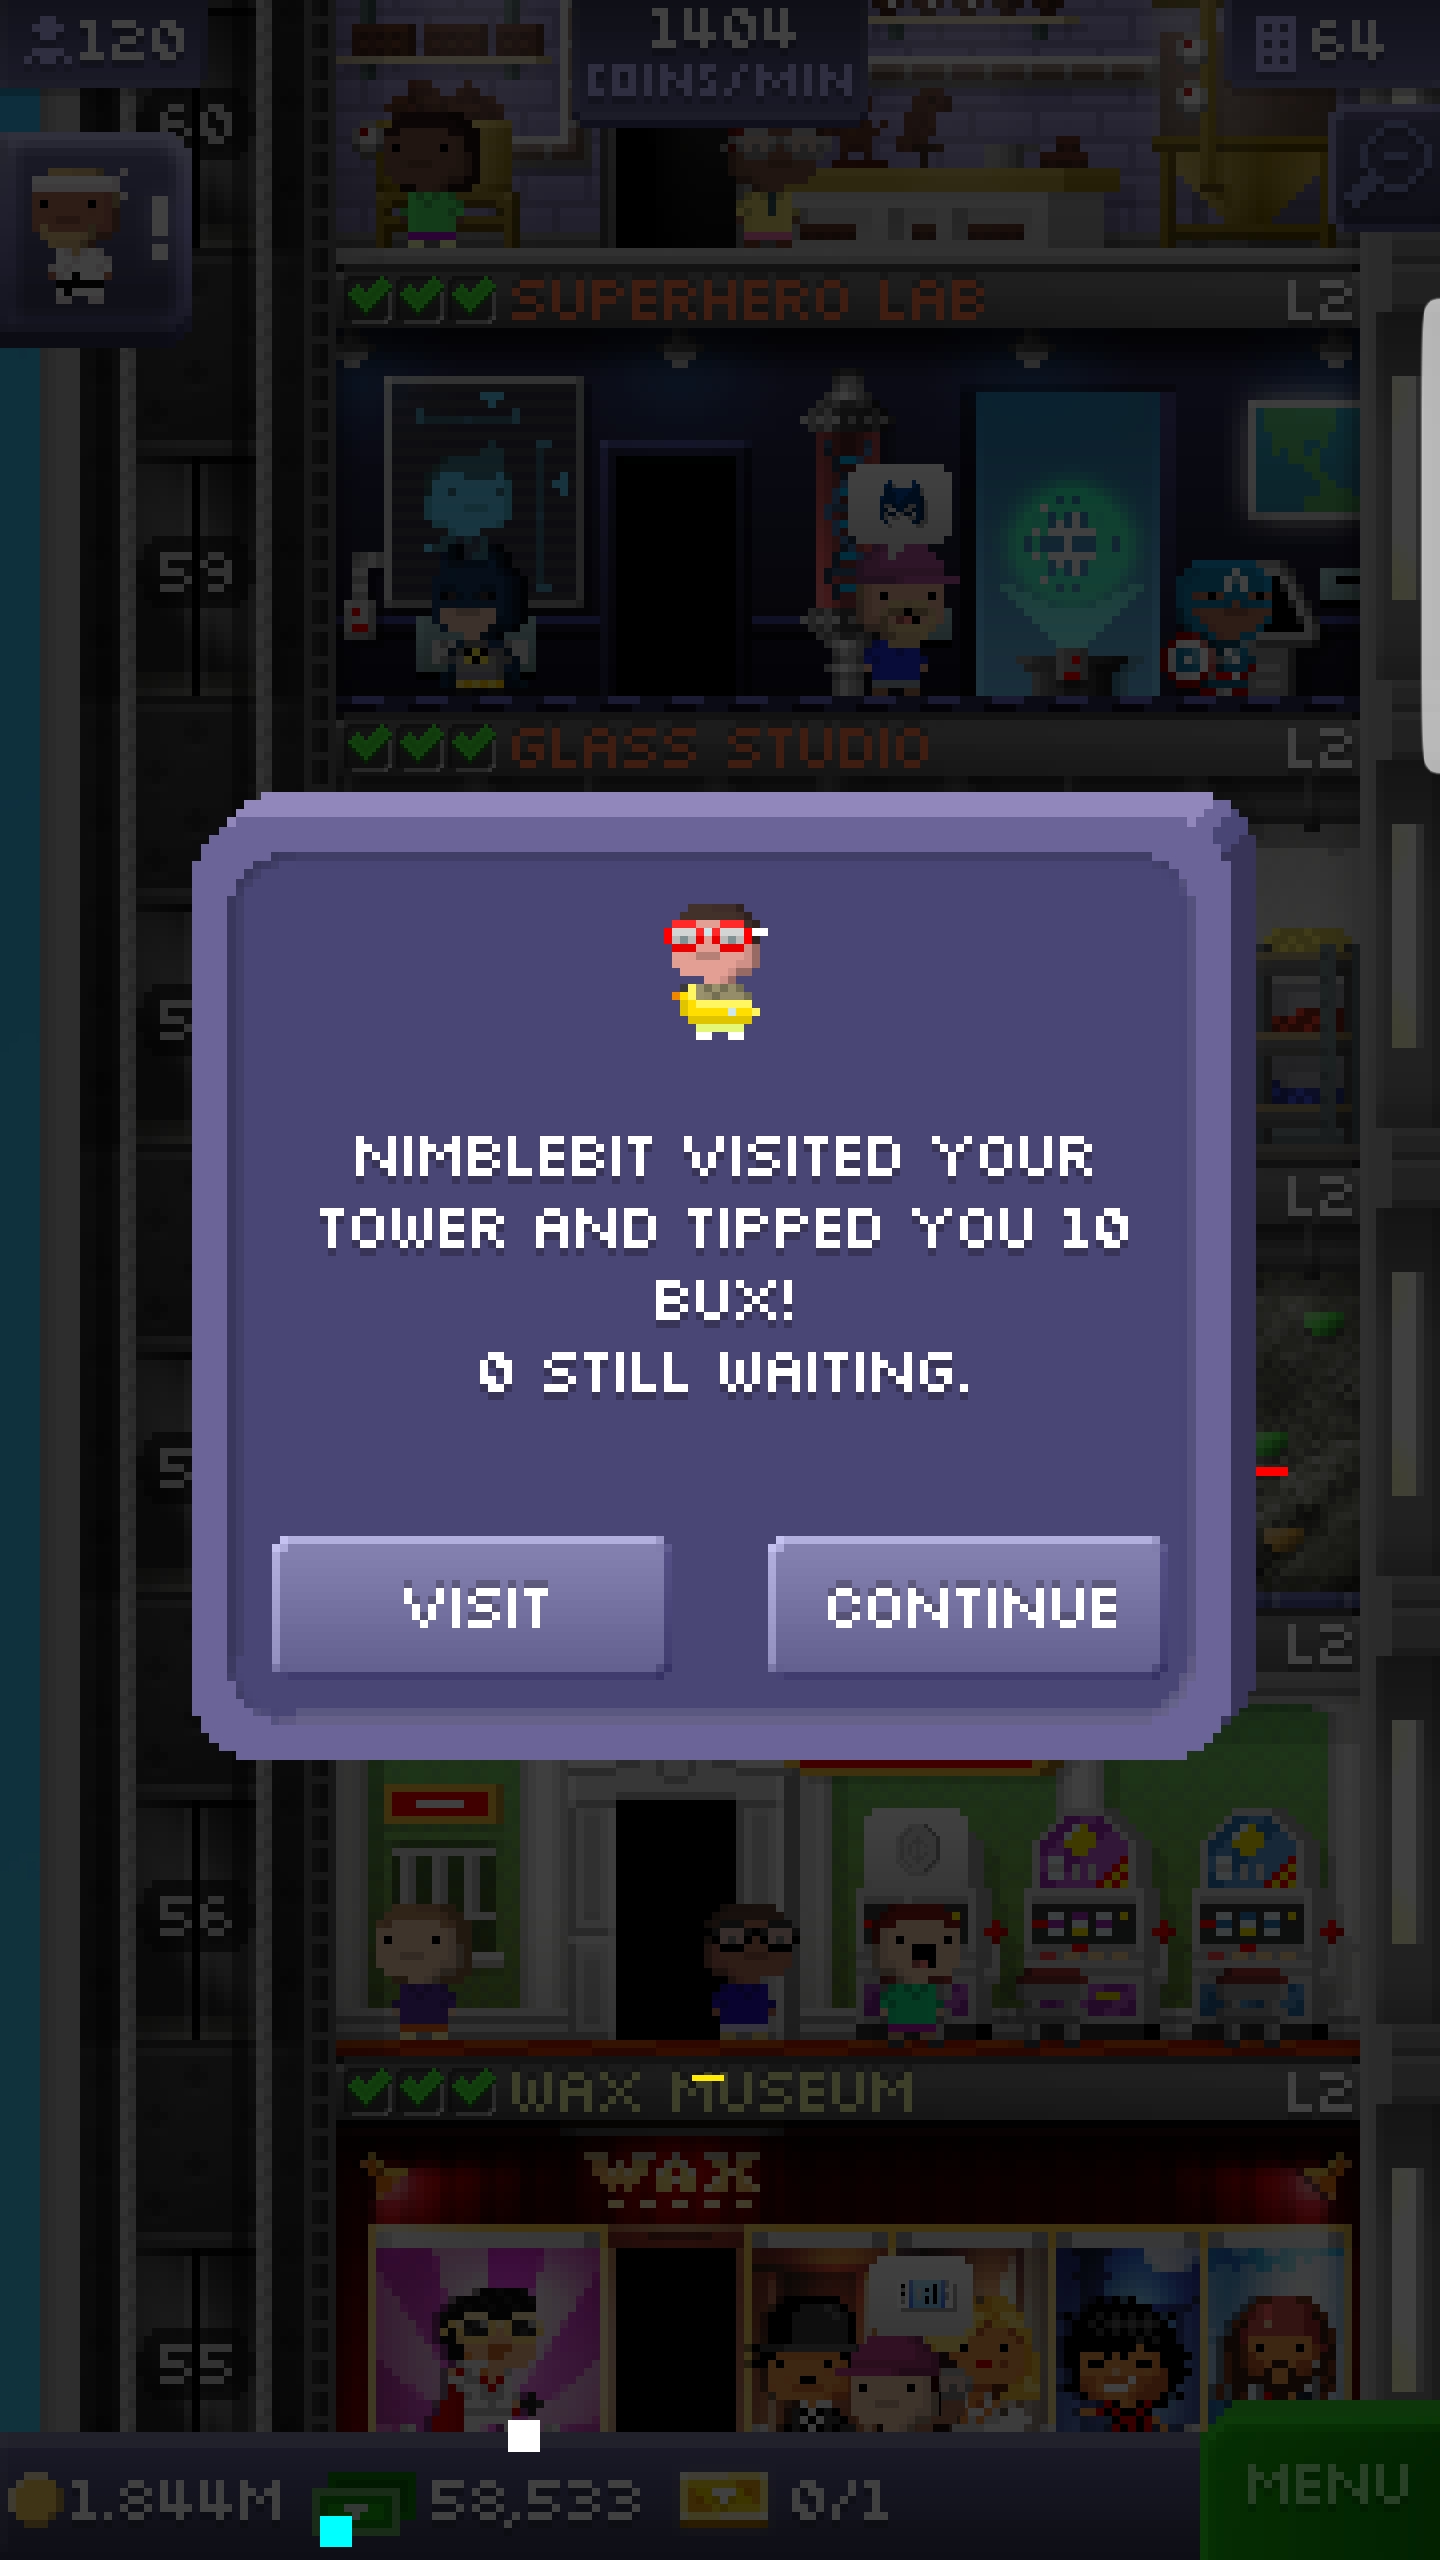 120
1404
COINS/MIN
64
60
SUPERHERO LAB L2
59
GLASS STUDIO L2
NIMBLEBIT VISITED YOUR
TOWER AND TIPPED YOU 10
BUX!
0 STILL WAITING.
VISIT
CONTINUE
L2
L2
56
WAX MUSEUM L2
WAX
55
1.844M
58,533
0/1
MENU